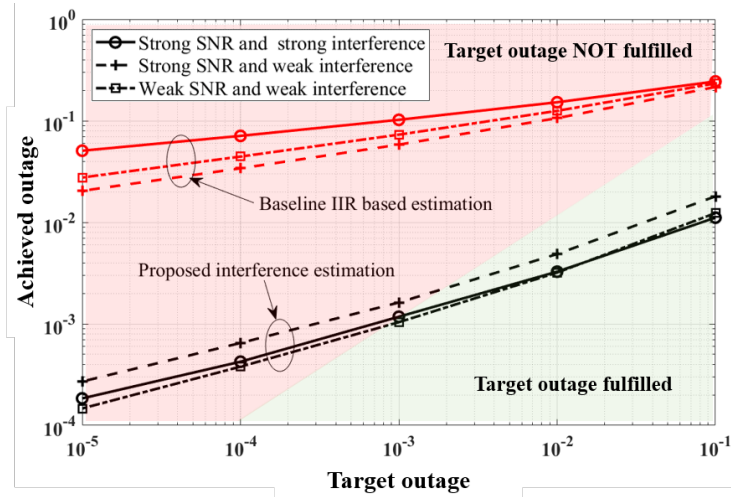 10^0
Strong SNR and strong interference
Strong SNR and weak interference
Weak SNR and weak interference
Target outage NOT fulfilled
10^-1
Baseline IIR based estimation
10^-2
Achieved outage
Proposed interference estimation
10^-3
Target outage fulfilled
10^-4
10^-5
10^-4
10^-3
10^-2
10^-1
Target outage